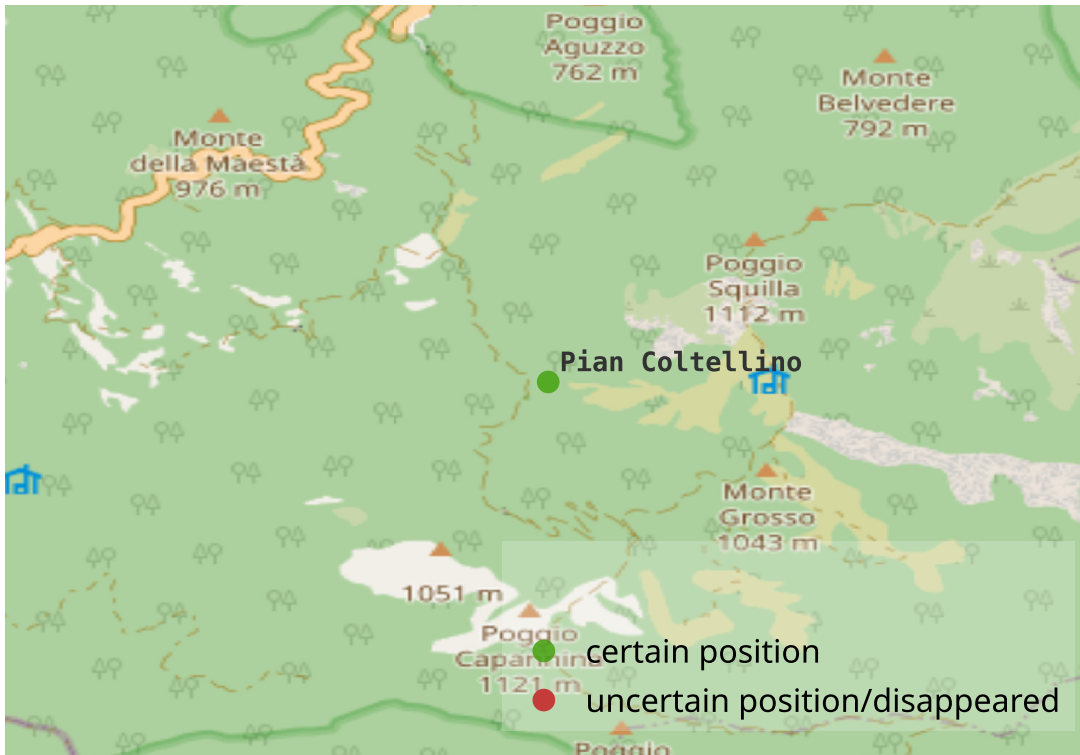 Poggio
Aguzzo
762 m
Monte
Belvedere
792 m
Monte
della Maestà
976 m
Poggio
Squilla
1112 m
Pian Coltellino
Monte
Grosso
1043 m
1051 m
Poggio
Capannina
1121 m
certain position
uncertain position/disappeared
Poggio